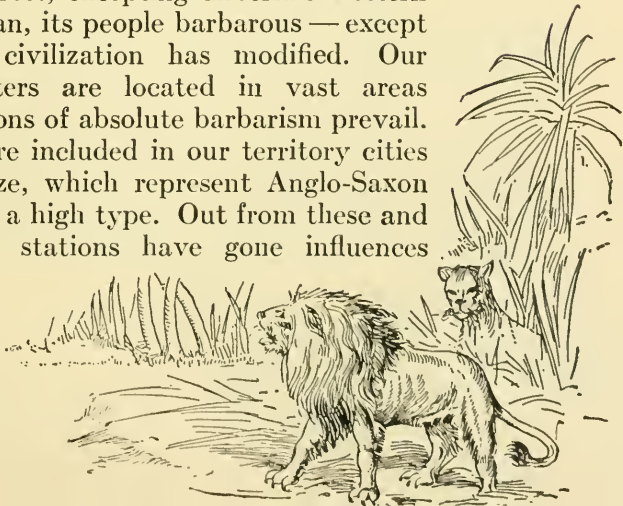 an, its people barbarous — except
civilization has modified. Our
ters are located in vast areas
ons of absolute barbarism prevail.
re included in our territory cities
ze, which represent Anglo-Saxon
a high type. Out from these and
stations have gone influences